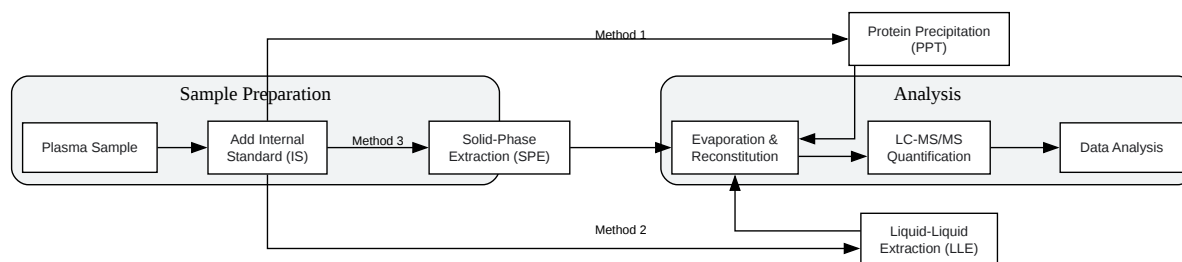 Method 1
Protein Precipitation
(PPT)
Sample Preparation
Analysis
Plasma Sample
Add Internal
Standard (IS)
Method 3
Solid-Phase
Extraction (SPE)
Evaporation &
Reconstitution
LC-MS/MS
Quantification
Data Analysis
Method 2
Liquid-Liquid
Extraction (LLE)